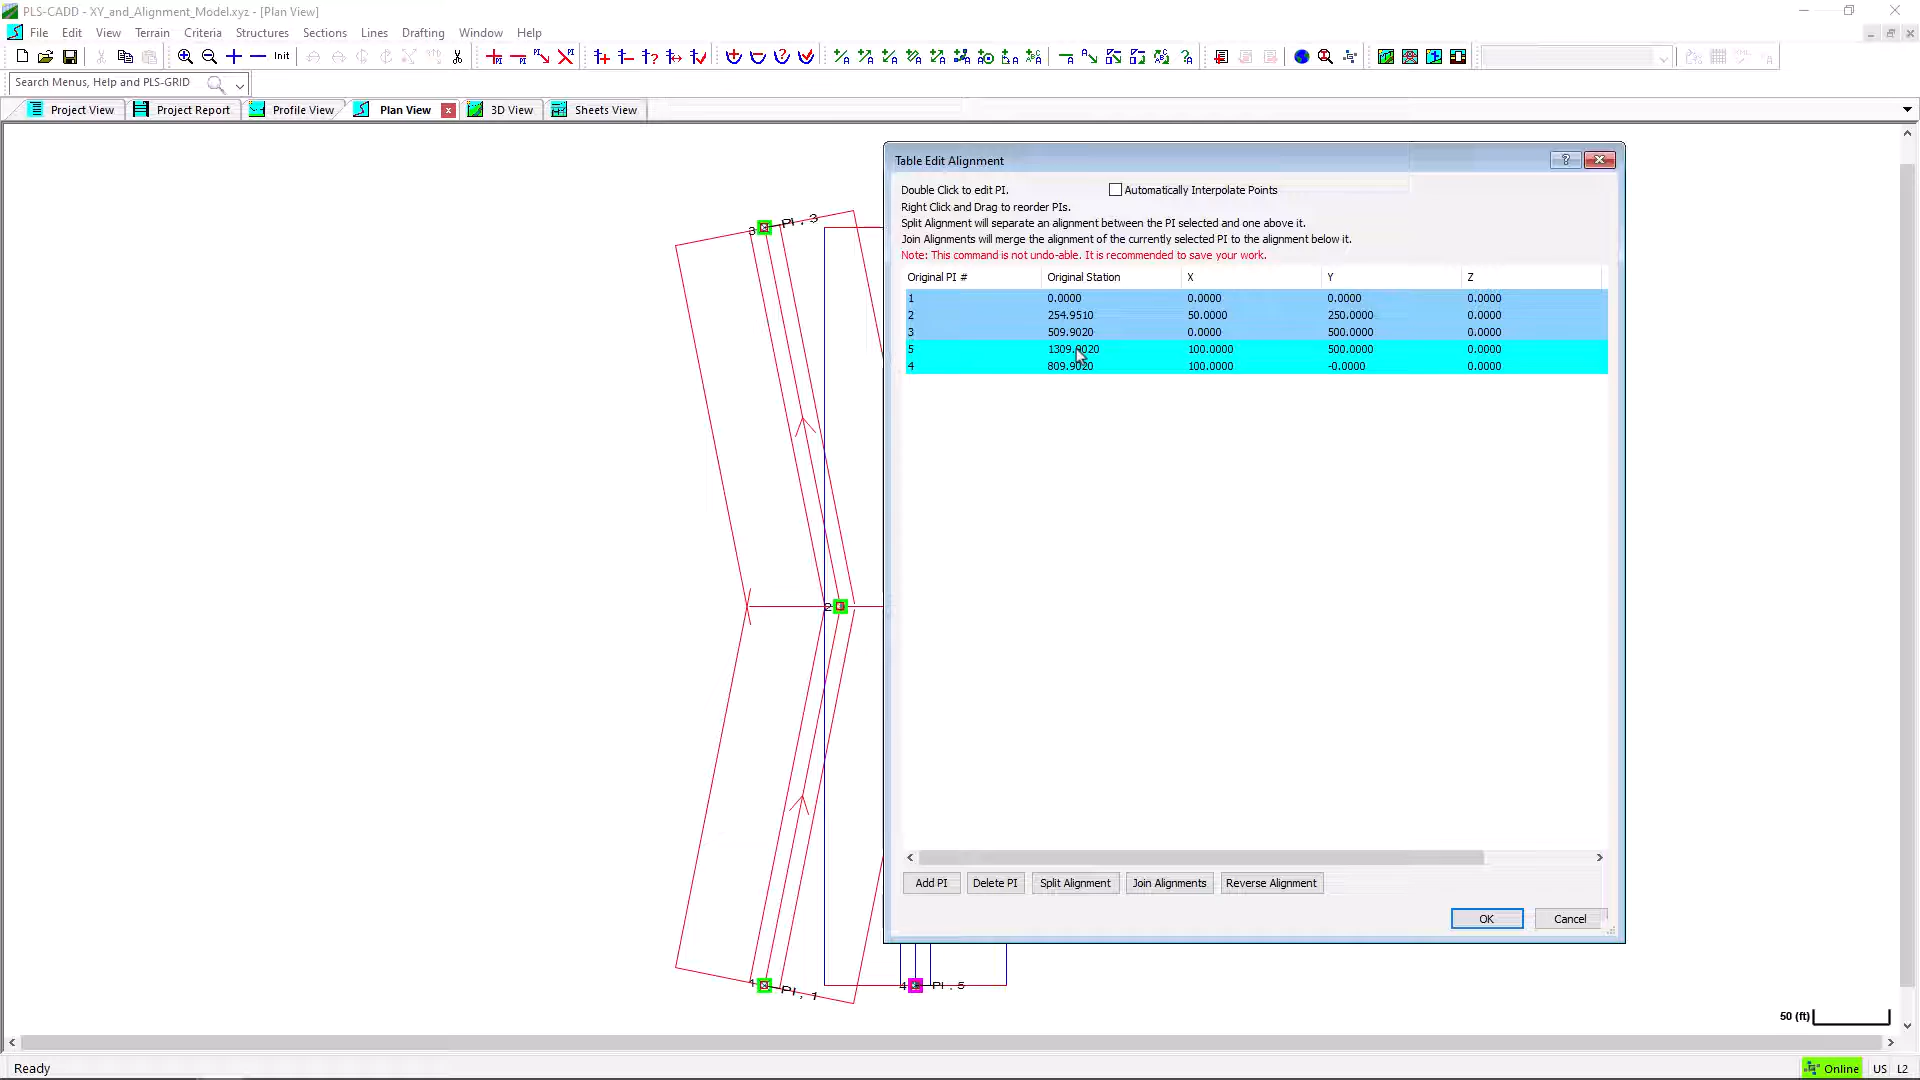 PLS-CADD - XY_and_Alignment_Model.xyz - [Plan View]
File Edit View Terrain Criteria Structures Sections Lines Drafting Window Help
Init
Search Menus, Help and PLS-GRID
Project View Project Report Profile View Plan View 3D View Sheets View
Table Edit Alignment
Double Click to edit PI. Automatically Interpolate Points
Right Click and Drag to reorder PIs.
Split Alignment will separate an alignment between the PI selected and one above it.
Join Alignments will merge the alignment of the currently selected PI to the alignment below it.
Note: This command is not undo-able. It is recommended to save your work.
Original PI # Original Station X Y Z
1 0.0000 0.0000 0.0000 0.0000
2 254.9510 50.0000 250.0000 0.0000
3 509.9020 0.0000 500.0000 0.0000
5 1309.9020 100.0000 500.0000 0.0000
4 809.9020 100.0000 -0.0000 0.0000
Add PI Delete PI Split Alignment Join Alignments Reverse Alignment
OK Cancel
3 PI . 3
2
1 PI . 1
4 PI . 5
50 (ft)
Ready Online US L2